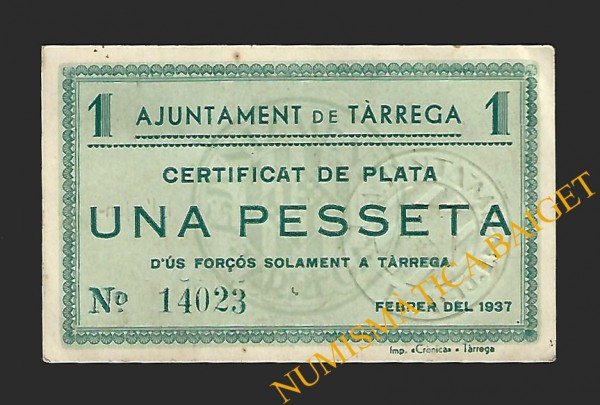 1 AJUNTAMENT DE TÀRREGA 1
CERTIFICAT DE PLATA
UNA PESSETA
D'ÚS FORÇÓS SOLAMENT A TÀRREGA
Nº 14023 FEBRER DEL 1937
Imp. «Crònica» - Tàrrega
NUMISMÀTICA BAIGET